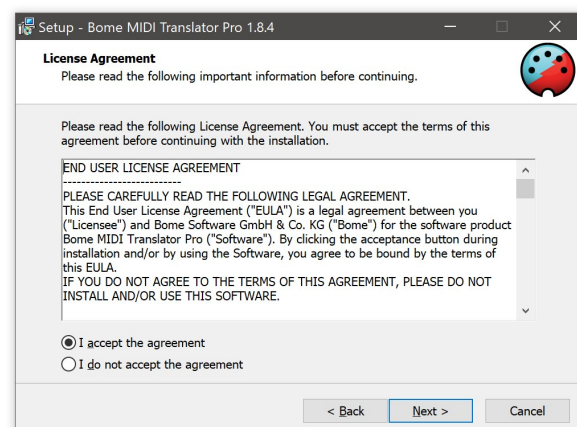 Setup - Bome MIDI Translator Pro 1.8.4
License Agreement
Please read the following important information before continuing.
Please read the following License Agreement. You must accept the terms of this
agreement before continuing with the installation.
END USER LICENSE AGREEMENT
--------------------------
PLEASE CAREFULLY READ THE FOLLOWING LEGAL AGREEMENT.
This End User License Agreement ("EULA") is a legal agreement between you
("Licensee") and Bome Software GmbH & Co. KG ("Bome") for the software product
Bome MIDI Translator Pro ("Software"). By clicking the acceptance button during
installation and/or by using the Software, you agree to be bound by the terms of
this EULA.
IF YOU DO NOT AGREE TO THE TERMS OF THIS AGREEMENT, PLEASE DO NOT
INSTALL AND/OR USE THIS SOFTWARE.
I accept the agreement
I do not accept the agreement
< Back Next > Cancel